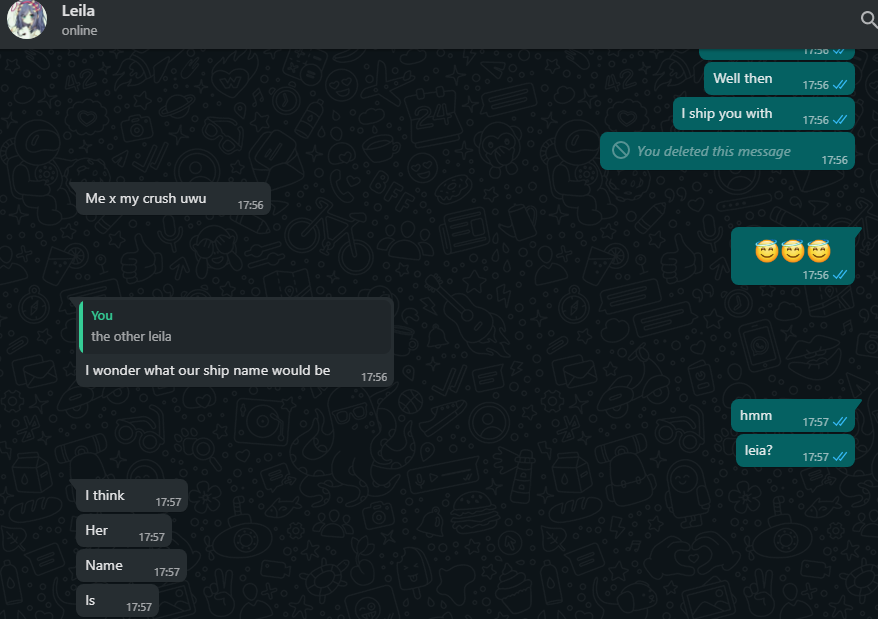 Leila
online
17:56
Well then
17:56
I ship you with
17:56
You deleted this message
17:56
Me x my crush uwu
17:56
17:56
You
the other leila
I wonder what our ship name would be
17:56
hmm
17:57
leia?
17:57
I think
17:57
Her
17:57
Name
17:57
Is
17:57